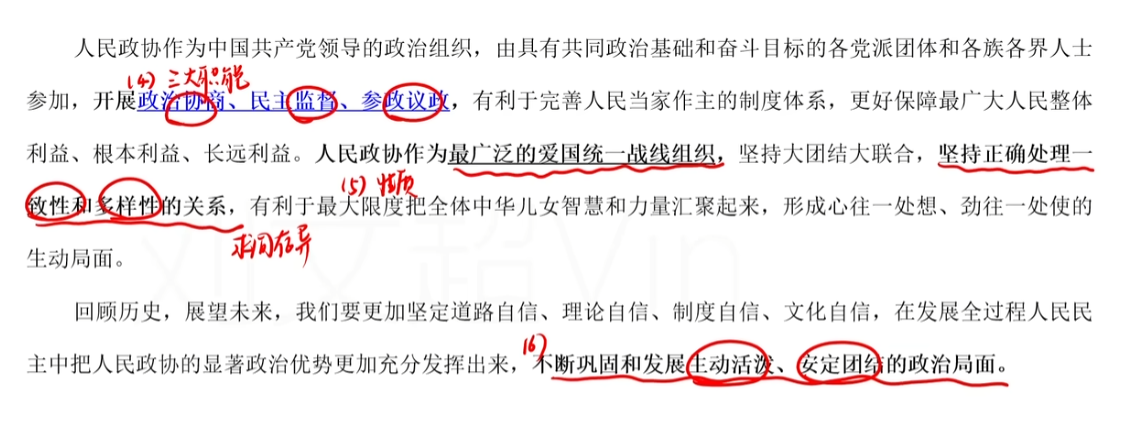 人民政协作为中国共产党领导的政治组织，由具有共同政治基础和奋斗目标的各党派团体和各族各界人士
(4) 三大职能
参加，开展政治协商、民主监督、参政议政，有利于完善人民当家作主的制度体系，更好保障最广大人民整体
利益、根本利益、长远利益。人民政协作为最广泛的爱国统一战线组织，坚持大团结大联合，坚持正确处理一
(5) 性质
致性和多样性的关系，有利于最大限度把全体中华儿女智慧和力量汇聚起来，形成心往一处想、劲往一处使的
求同存异
生动局面。
回顾历史，展望未来，我们要更加坚定道路自信、理论自信、制度自信、文化自信，在发展全过程人民民
(6)
主中把人民政协的显著政治优势更加充分发挥出来，不断巩固和发展生动活泼、安定团结的政治局面。